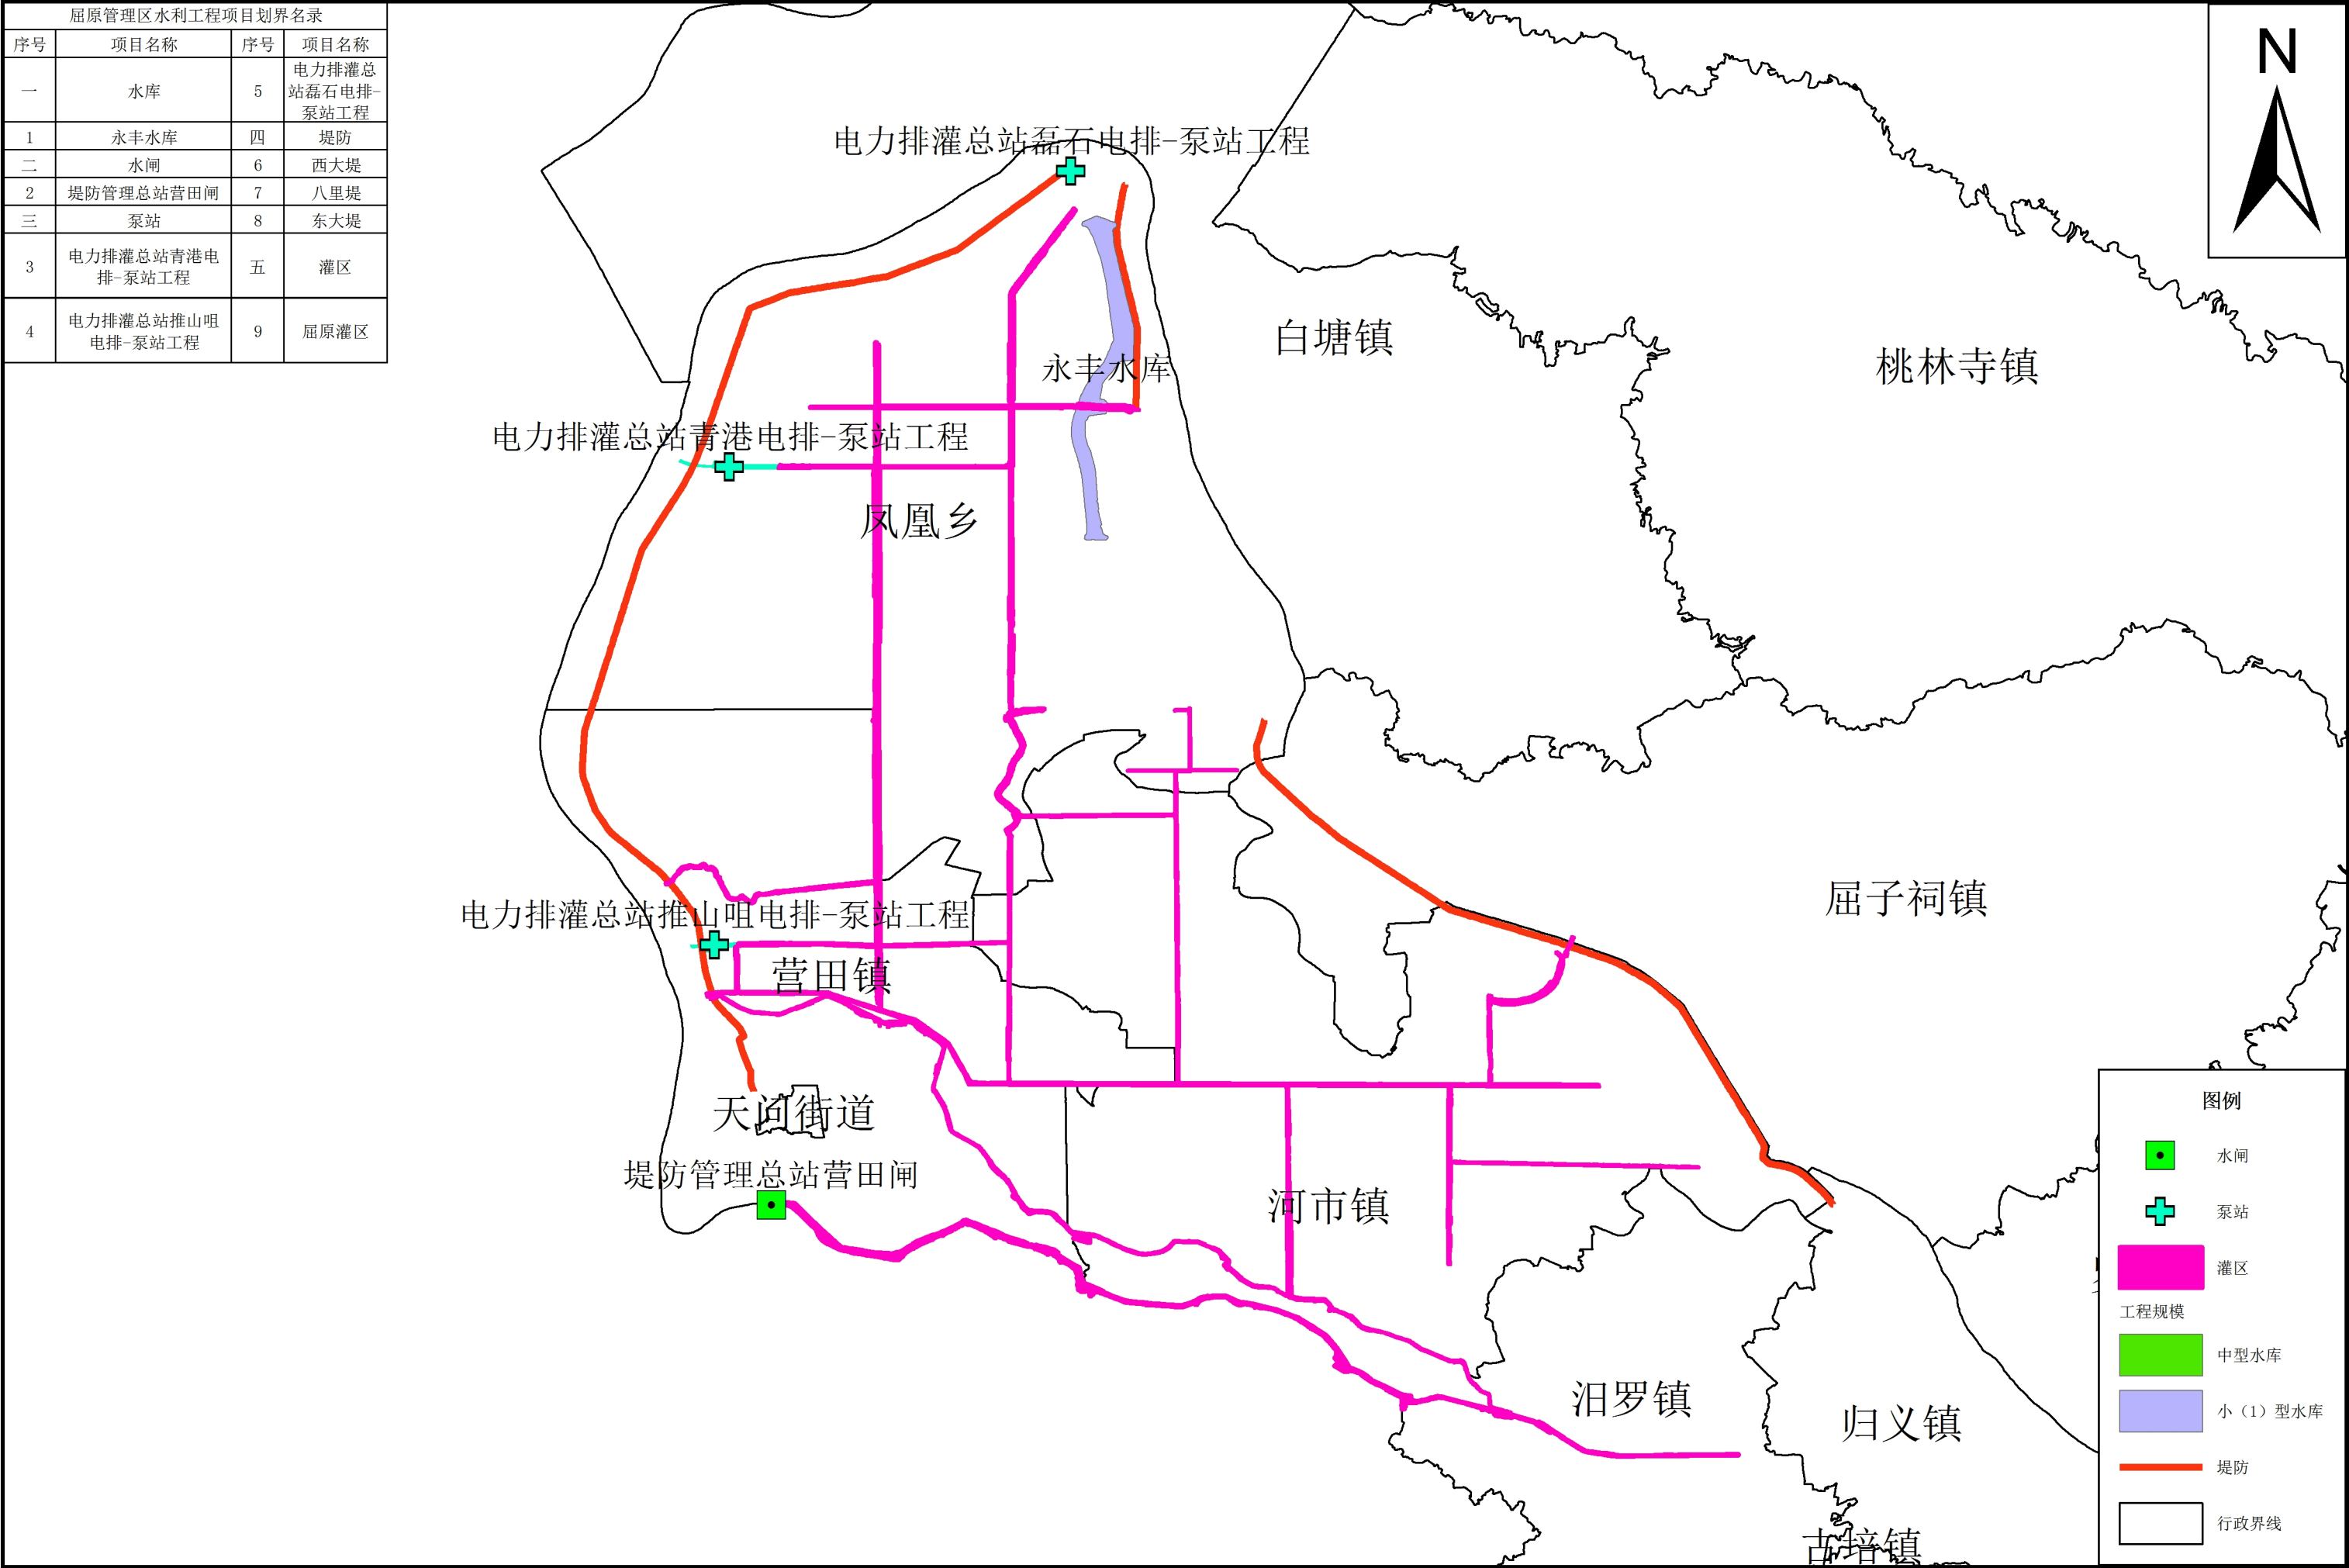 屈原管理区水利工程项目划界名录
序号 项目名称 序号 项目名称
一 水库 5 电力排灌总
站磊石电排-
泵站工程
1 永丰水库 四 堤防
二 水闸 6 西大堤
2 堤防管理总站营田闸 7 八里堤
三 泵站 8 东大堤
3 电力排灌总站青港电
排-泵站工程 五 灌区
4 电力排灌总站推山咀
电排-泵站工程 9 屈原灌区
N
电力排灌总站磊石电排-泵站工程
白塘镇
永丰水库
桃林寺镇
电力排灌总站青港电排-泵站工程
凤凰乡
屈子祠镇
电力排灌总站推山咀电排-泵站工程
营田镇
天问街道
堤防管理总站营田闸
河市镇
汨罗镇
归义镇
古培镇
图例
水闸
泵站
灌区
工程规模
中型水库
小（1）型水库
堤防
行政界线